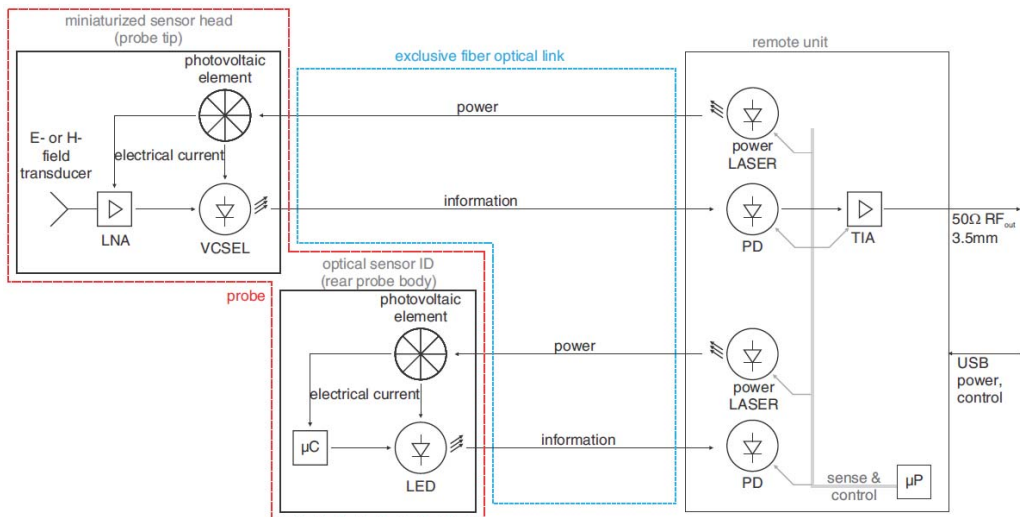 miniaturized sensor head
(probe tip)
photovoltaic
element
E- or H-
field
transducer
electrical current
LNA
VCSEL
probe
optical sensor ID
(rear probe body)
photovoltaic
element
electrical current
µC
LED
exclusive fiber optical link
power
information
power
information
remote unit
power
LASER
PD
TIA
50Ω RFout
3.5mm
power
LASER
USB
power,
control
PD
sense &
control
µP